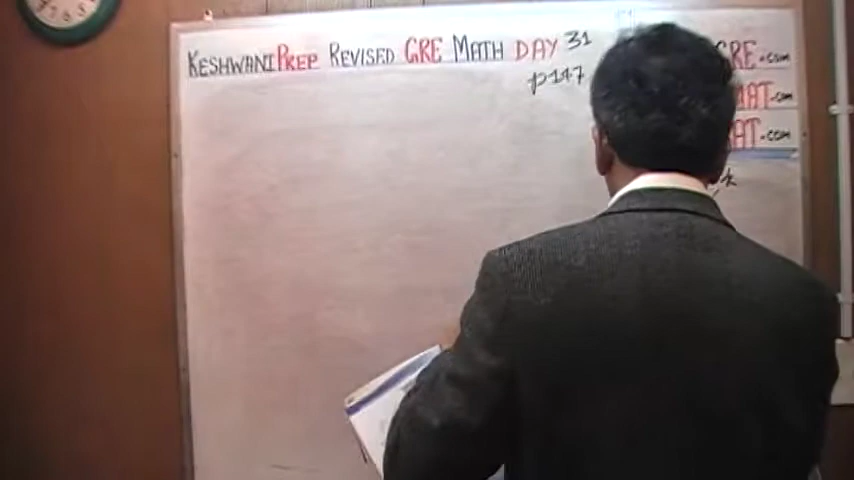 KESHWANIPREP REVISED GRE MATH DAY 31
p147
GRE.com
MAT.com
AT.com